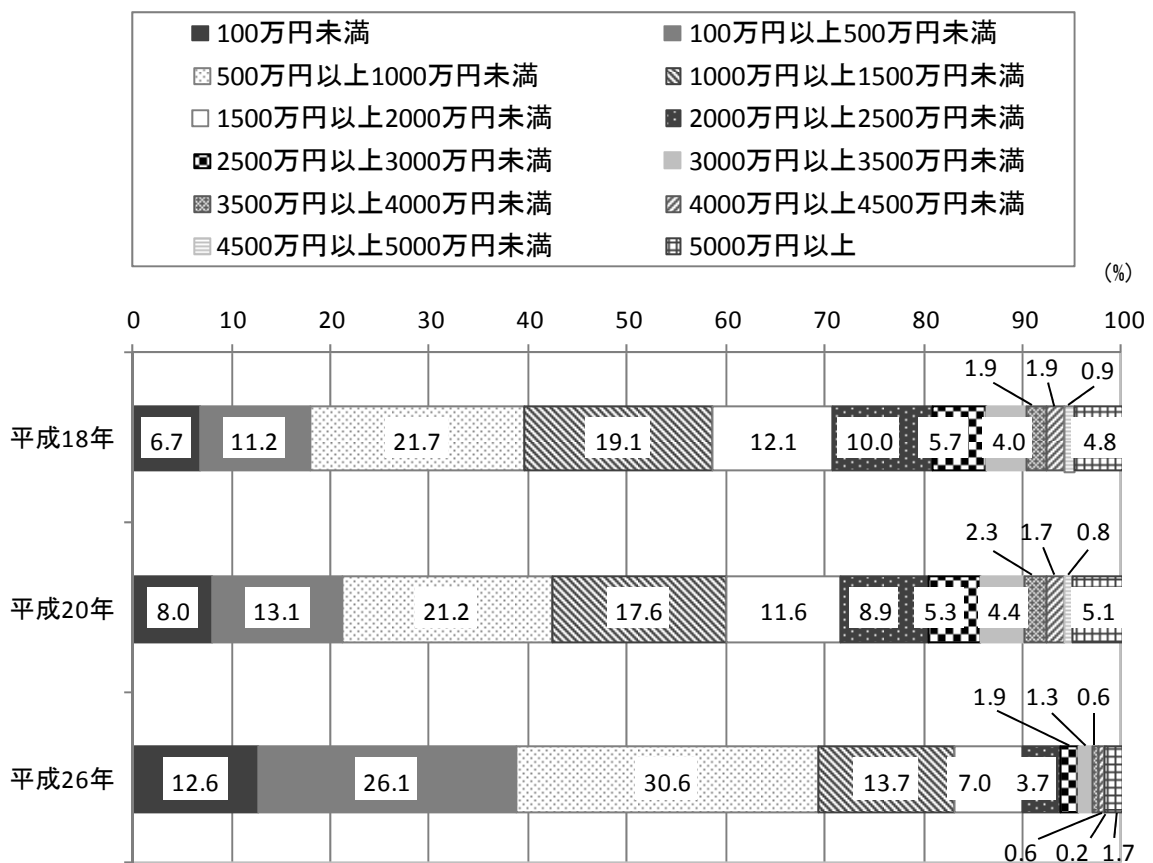 100万円未満 100万円以上500万円未満
500万円以上1000万円未満 1000万円以上1500万円未満
1500万円以上2000万円未満 2000万円以上2500万円未満
2500万円以上3000万円未満 3000万円以上3500万円未満
3500万円以上4000万円未満 4000万円以上4500万円未満
4500万円以上5000万円未満 5000万円以上
(%)
0 10 20 30 40 50 60 70 80 90 100
1.9 1.9 0.9
平成18年 6.7 11.2 21.7 19.1 12.1 10.0 5.7 4.0 4.8
2.3 1.7 0.8
平成20年 8.0 13.1 21.2 17.6 11.6 8.9 5.3 4.4 5.1
1.9 1.3 0.6
平成26年 12.6 26.1 30.6 13.7 7.0 3.7
0.6 0.2 1.7